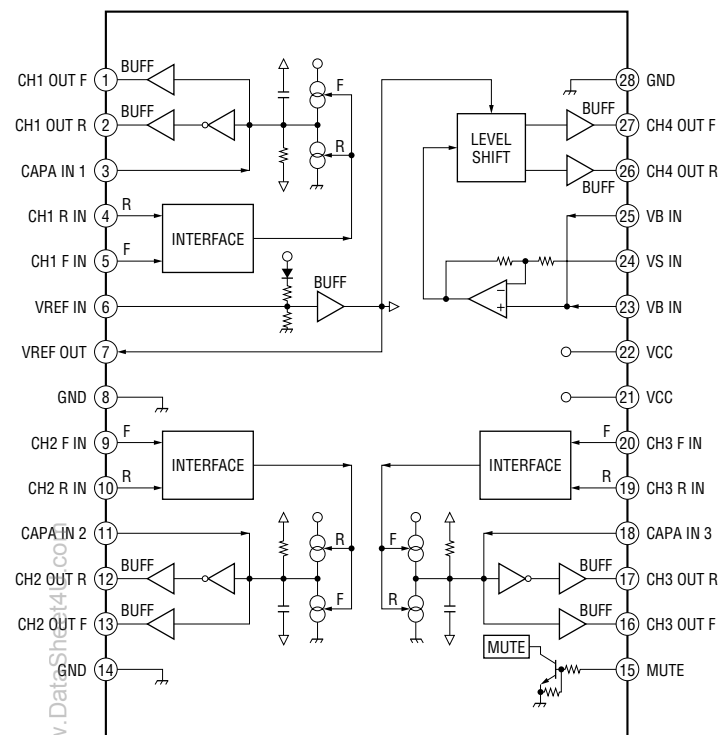 CH1 OUT F 1 BUFF
CH1 OUT R 2 BUFF
CAPA IN 1 3
CH1 R IN 4 R
CH1 F IN 5 F
INTERFACE
VREF IN 6
BUFF
VREF OUT 7
GND 8
CH2 F IN 9 F
CH2 R IN 10 R
INTERFACE
CAPA IN 2 11
CH2 OUT R 12 BUFF
CH2 OUT F 13 BUFF
GND 14
F
R
R
F
LEVEL
SHIFT
28 GND
BUFF 27 CH4 OUT F
BUFF 26 CH4 OUT R
25 VB IN
24 VS IN
23 VB IN
−
+
22 VCC
21 VCC
F 20 CH3 F IN
R 19 CH3 R IN
INTERFACE
18 CAPA IN 3
F
R
BUFF 17 CH3 OUT R
BUFF 16 CH3 OUT F
MUTE
15 MUTE
w.DataSheet4U.com